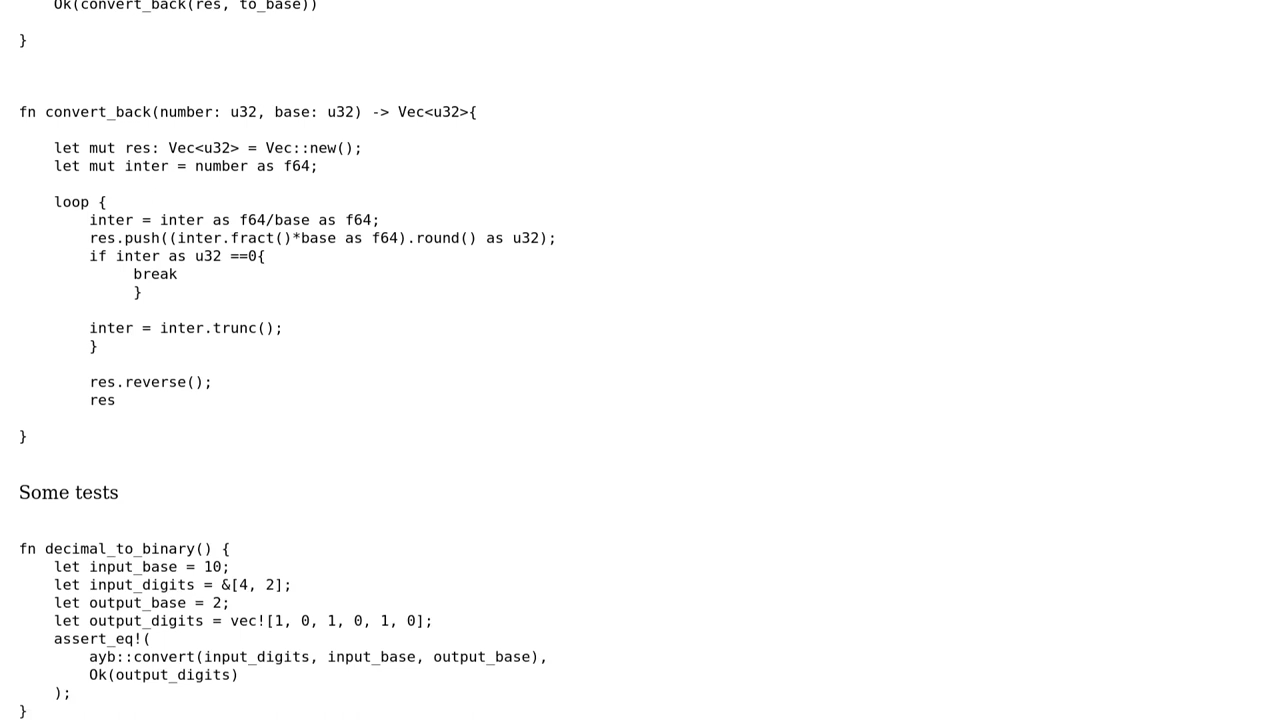 Ok(convert_back(res, to_base))
}
fn convert_back(number: u32, base: u32) -> Vec<u32>{
    let mut res: Vec<u32> = Vec::new();
    let mut inter = number as f64;
    loop {
        inter = inter as f64/base as f64;
        res.push((inter.fract()*base as f64).round() as u32);
        if inter as u32 ==0{
             break
             }
        inter = inter.trunc();
        }
        res.reverse();
        res
}
Some tests
fn decimal_to_binary() {
    let input_base = 10;
    let input_digits = &[4, 2];
    let output_base = 2;
    let output_digits = vec![1, 0, 1, 0, 1, 0];
    assert_eq!(
        ayb::convert(input_digits, input_base, output_base),
        Ok(output_digits)
    );
}